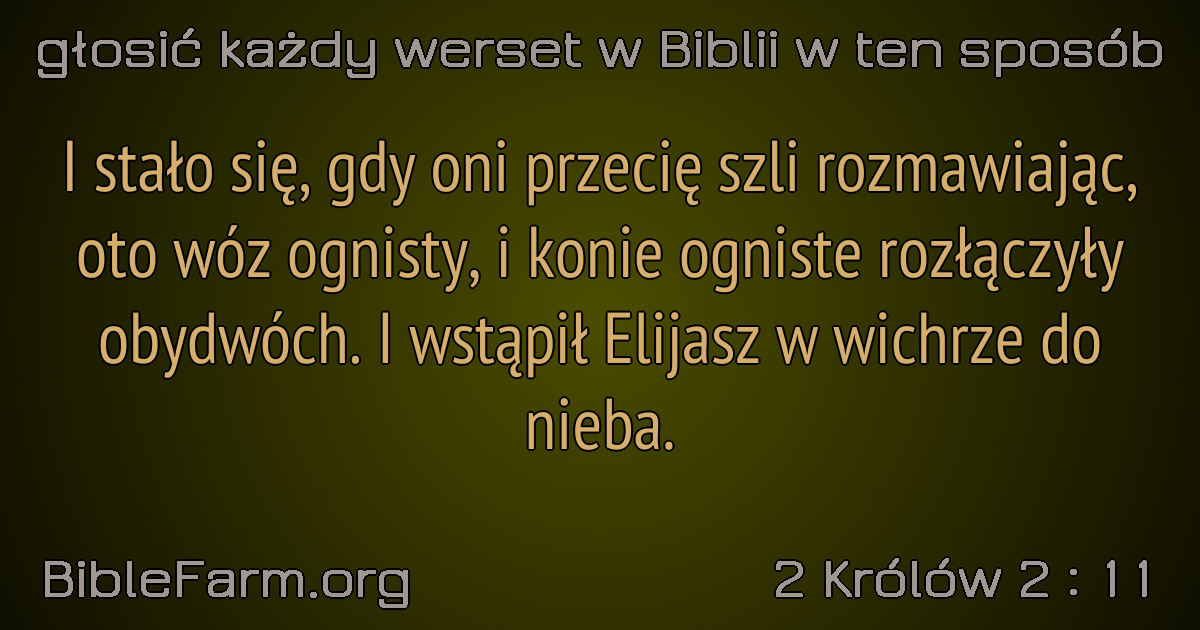 głosić każdy werset w Biblii w ten sposób
I stało się, gdy oni przecię szli rozmawiając,
oto wóz ognisty, i konie ogniste rozłączyły
obydwóch. I wstąpił Elijasz w wichrze do
nieba.
BibleFarm.org
2 Królów 2 : 11